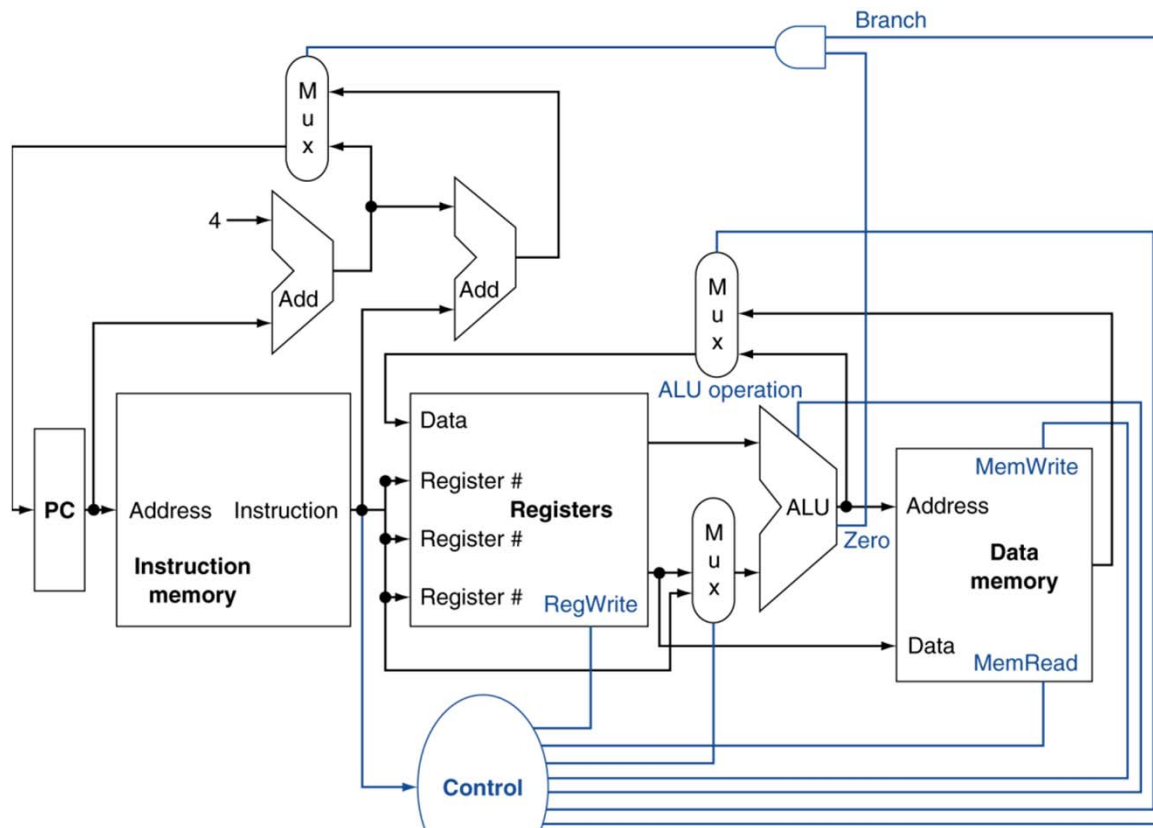 Branch
M
u
x
4
Add
Add
M
u
x
ALU operation
Data
MemWrite
PC
Address
Instruction
Register #
Registers
ALU
Address
Register #
M
u
x
Zero
Data
memory
Instruction
memory
Register #
RegWrite
Data
MemRead
Control